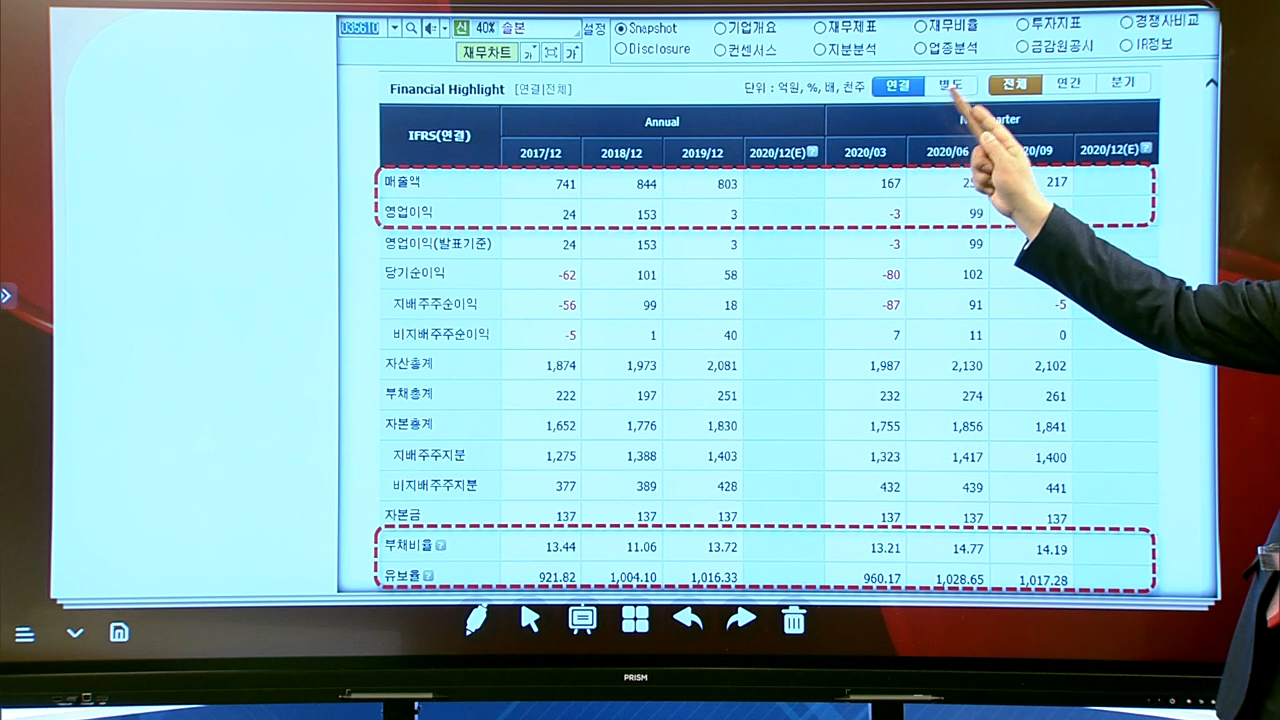 035610 신 40% 솔본 설정 Snapshot 기업개요 재무제표 재무비율 투자지표 경쟁사비교
재무차트 가 가 Disclosure 컨센서스 지분분석 업종분석 금감원공시 IR정보
Financial Highlight [연결|전체] 단위 : 억원, %, 배, 천주 연결 별도 전체 연간 분기
IFRS(연결) Annual
2017/12 2018/12 2019/12 2020/12(E) 2020/03 2020/06 2020/12(E)
매출액 741 844 803 167 217
영업이익 24 153 3 -3 99
영업이익(발표기준) 24 153 3 -3 99
당기순이익 -62 101 58 -80 102
지배주주순이익 -56 99 18 -87 91 -5
비지배주주순이익 -5 1 40 7 11 0
자산총계 1,874 1,973 2,081 1,987 2,130 2,102
부채총계 222 197 251 232 274 261
자본총계 1,652 1,776 1,830 1,755 1,856 1,841
지배주주지분 1,275 1,388 1,403 1,323 1,417 1,400
비지배주주지분 377 389 428 432 439 441
자본금 137 137 137 137 137 137
부채비율 13.44 11.06 13.72 13.21 14.77 14.19
유보율 921.82 1,004.10 1,016.33 960.17 1,028.65 1,017.28
PRISM